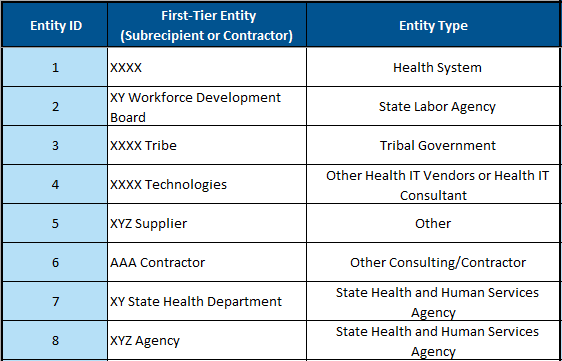 Entity ID
First-Tier Entity
(Subrecipient or Contractor)
Entity Type
1
XXXX
Health System
2
XY Workforce Development
Board
State Labor Agency
3
XXXX Tribe
Tribal Government
4
XXXX Technologies
Other Health IT Vendors or Health IT
Consultant
5
XYZ Supplier
Other
6
AAA Contractor
Other Consulting/Contractor
7
XY State Health Department
State Health and Human Services
Agency
8
XYZ Agency
State Health and Human Services
Agency